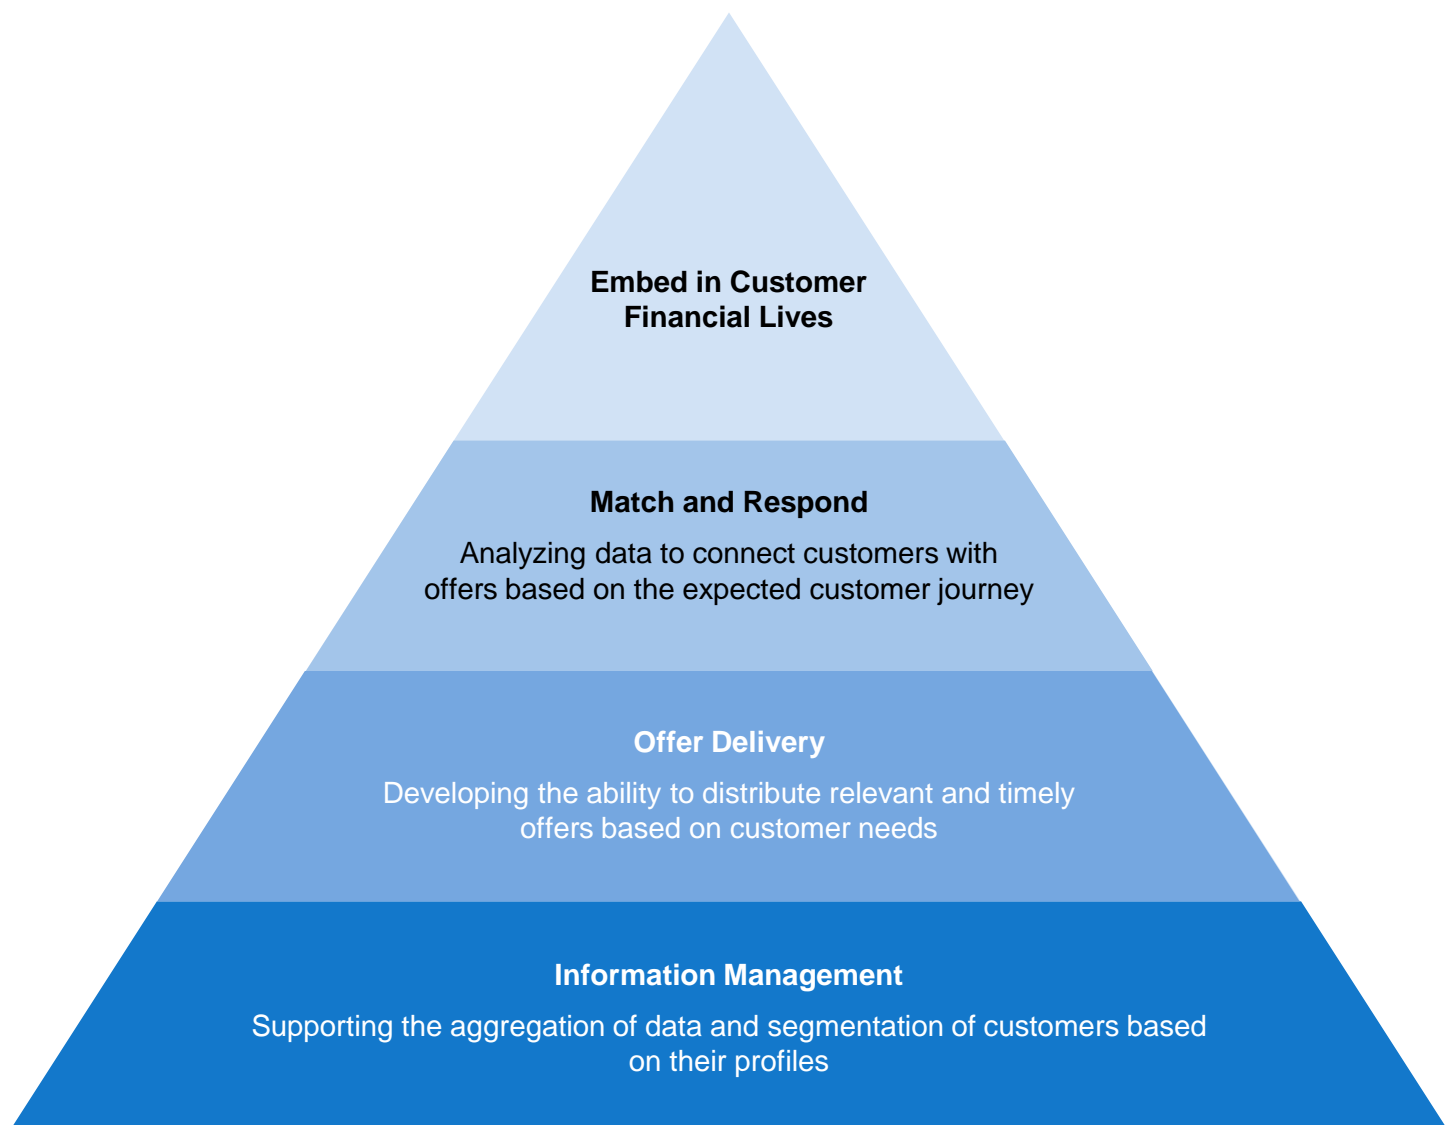 Embed in Customer
Financial Lives
Match and Respond
Analyzing data to connect customers with
offers based on the expected customer journey
Offer Delivery
Developing the ability to distribute relevant and timely
offers based on customer needs
Information Management
Supporting the aggregation of data and segmentation of customers based
on their profiles